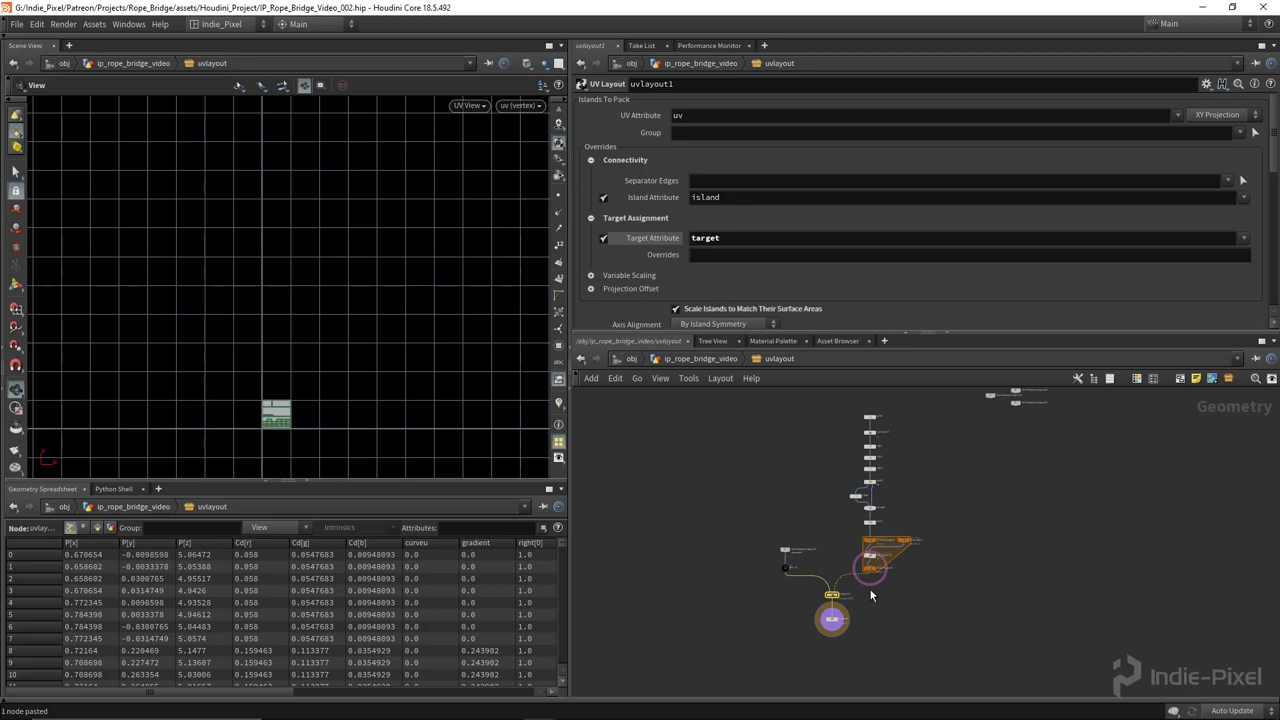 G:/Indie_Pixel/Patreon/Projects/Rope_Bridge/assets/Houdini_Project/IP_Rope_Bridge_Video_002.hip - Houdini Core 18.5.492
File Edit Render Assets Windows Help Indie_Pixel Main Main
Scene View
obj ip_rope_bridge_video uvlayout
View
UV View uv (vertex)
Geometry Spreadsheet Python Shell
obj ip_rope_bridge_video uvlayout
Node: uvlay... Group: View Intrinsics Attributes:
P[x] P[y] P[z] Cd[r] Cd[g] Cd[b] curveu gradient right[0]
0 0.670654 -0.0098598 5.06472 0.058 0.0547683 0.00948093 0.0 0.0 1.0
1 0.658602 -0.0033378 5.05388 0.058 0.0547683 0.00948093 0.0 0.0 1.0
2 0.658602 0.0300765 4.95517 0.058 0.0547683 0.00948093 0.0 0.0 1.0
3 0.670654 0.0314749 4.9426 0.058 0.0547683 0.00948093 0.0 0.0 1.0
4 0.772345 0.0098598 4.93528 0.058 0.0547683 0.00948093 0.0 0.0 1.0
5 0.784398 0.0033378 4.94612 0.058 0.0547683 0.00948093 0.0 0.0 1.0
6 0.784398 -0.0300765 5.04483 0.058 0.0547683 0.00948093 0.0 0.0 1.0
7 0.772345 -0.0314749 5.0574 0.058 0.0547683 0.00948093 0.0 0.0 1.0
8 0.72164 0.220469 5.1477 0.159463 0.113377 0.0354929 0.0 0.243902 1.0
9 0.708698 0.227472 5.13607 0.159463 0.113377 0.0354929 0.0 0.243902 1.0
10 0.708698 0.263354 5.03006 0.159463 0.113377 0.0354929 0.0 0.243902 1.0
uvlayout1 Take List Performance Monitor
obj ip_rope_bridge_video uvlayout
UV Layout uvlayout1
Islands To Pack
UV Attribute uv XY Projection
Group
Overrides
Connectivity
Separator Edges
Island Attribute island
Target Assignment
Target Attribute target
Overrides
Variable Scaling
Projection Offset
Scale Islands to Match Their Surface Areas
Axis Alignment By Island Symmetry
/obj/ip_rope_bridge_video/uvlayout Tree View Material Palette Asset Browser
obj ip_rope_bridge_video uvlayout
Add Edit Go View Tools Layout Help
Geometry
Indie-Pixel
1 node pasted
Auto Update